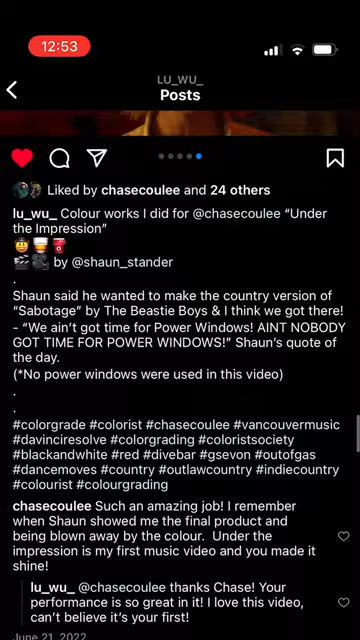 12:53
LU_WU_
Posts
Liked by chasecoulee and 24 others
lu_wu_ Colour works I did for @chasecoulee “Under
the Impression”
🤠🥃🥤
🎬🎥 by @shaun_stander
.
Shaun said he wanted to make the country version of
“Sabotage” by The Beastie Boys & I think we got there!
- “We ain’t got time for Power Windows! AINT NOBODY
GOT TIME FOR POWER WINDOWS!” Shaun’s quote of
the day.
(*No power windows were used in this video)
.
.
#colorgrade #colorist #chasecoulee #vancouvermusic
#davinciresolve #colorgrading #coloristsociety
#blackandwhite #red #divebar #gsevon #outofgas
#dancemoves #country #outlawcountry #indiecountry
#colourist #colourgrading
chasecoulee Such an amazing job! I remember
when Shaun showed me the final product and
being blown away by the colour. Under the
impression is my first music video and you made it
shine!
lu_wu_ @chasecoulee thanks Chase! Your
performance is so great in it! I love this video,
can’t believe it’s your first!
June 21, 2022